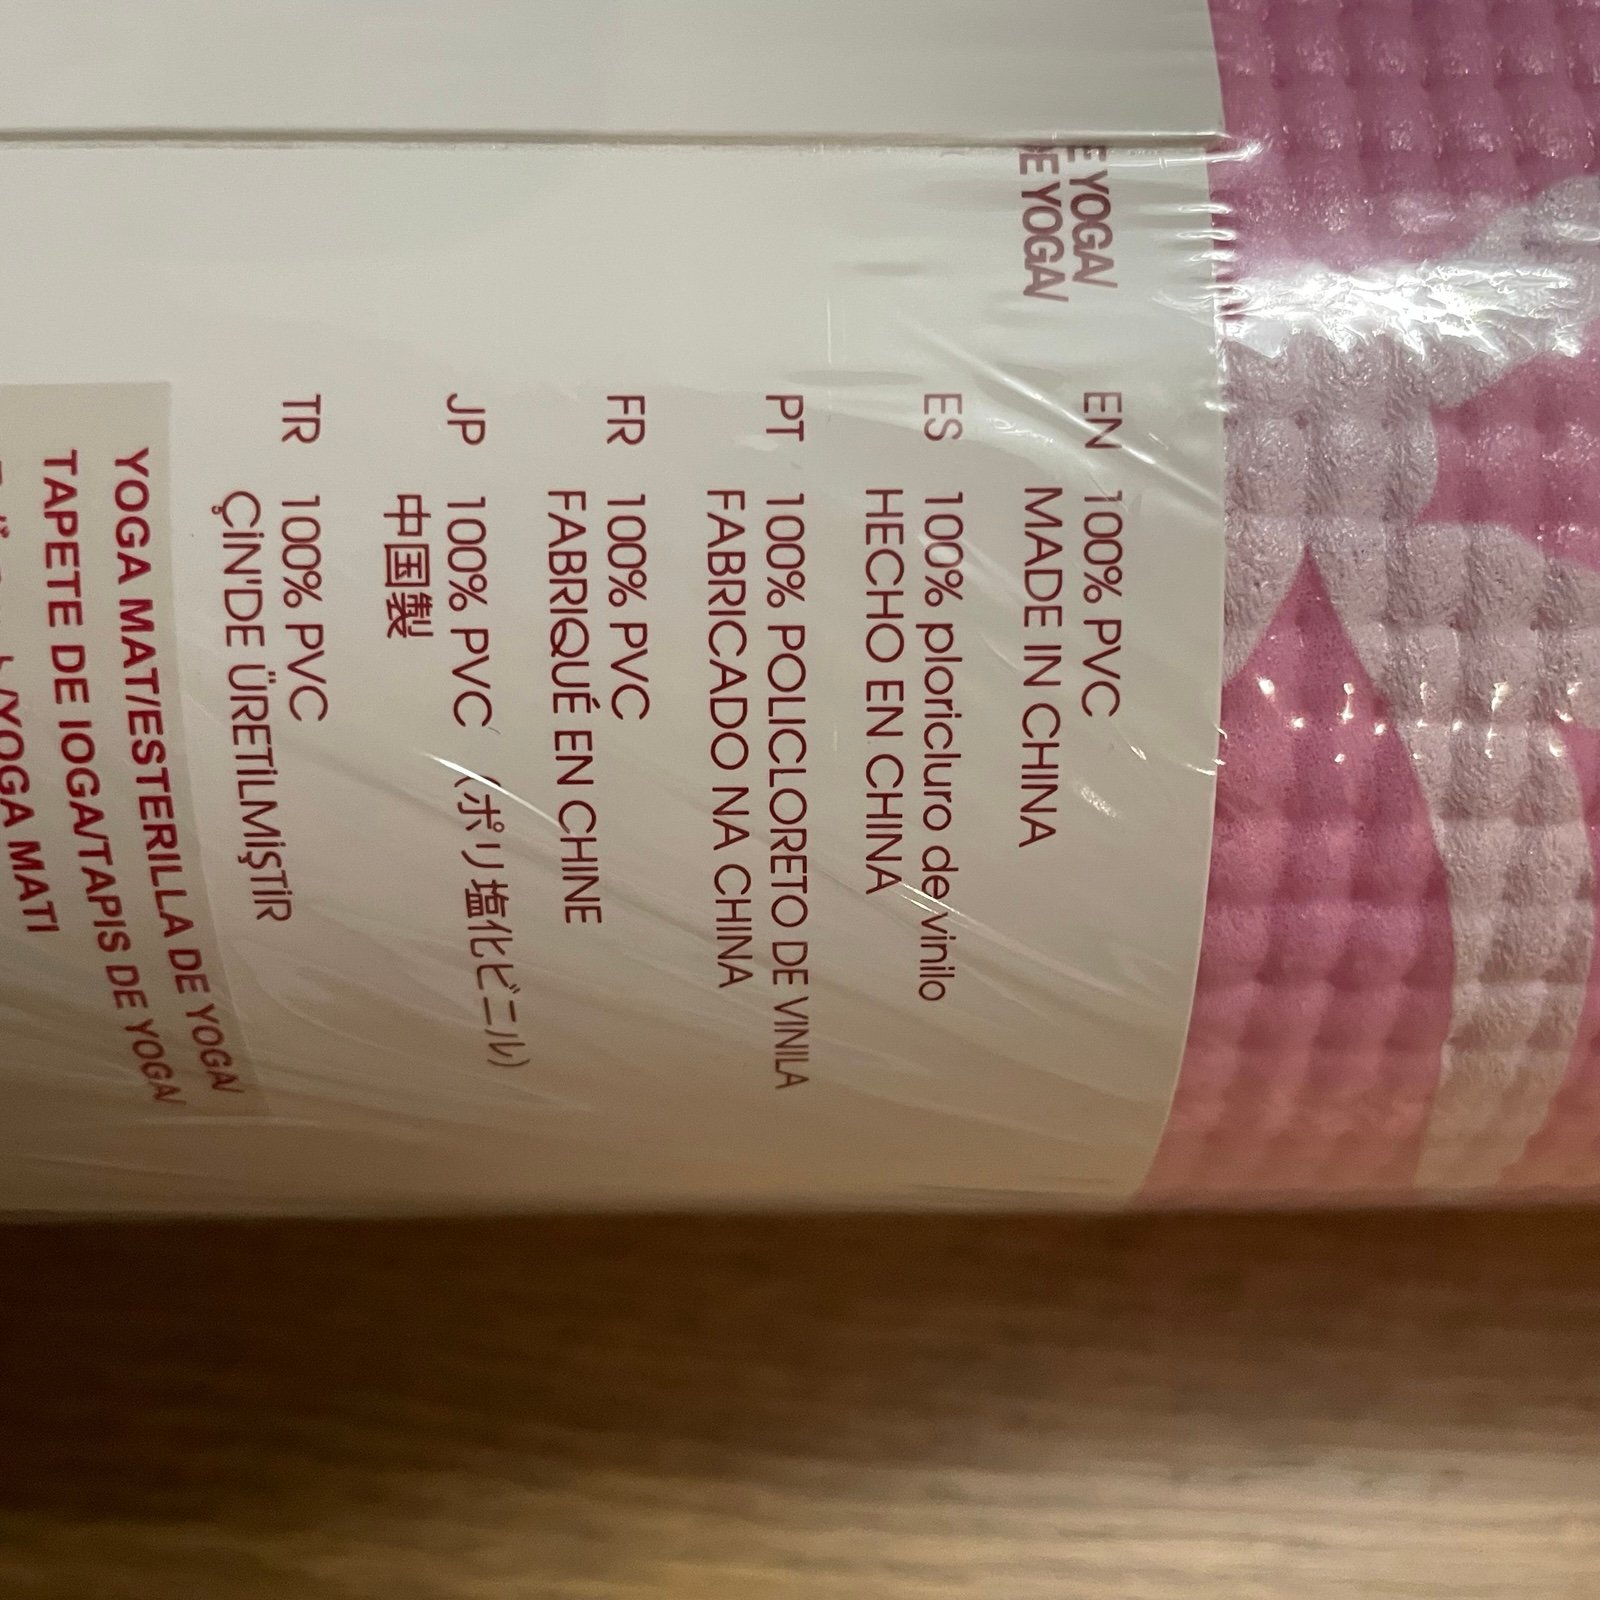 E YOGA/
DE YOGA/
EN 100% PVC
MADE IN CHINA
ES 100% ploricluro de vinilo
HECHO EN CHINA
PT 100% POLICLORETO DE VINILA
FABRICADO NA CHINA
FR 100% PVC
FABRIQUÉ EN CHINE
JP 100% PVC (ポリ塩化ビニル)
中国製
TR 100% PVC
ÇİN'DE ÜRETİLMİŞTİR
YOGA MAT/ESTERILLA DE YOGA/
TAPETE DE IOGA/TAPIS DE YOGA/
/YOGA MATI